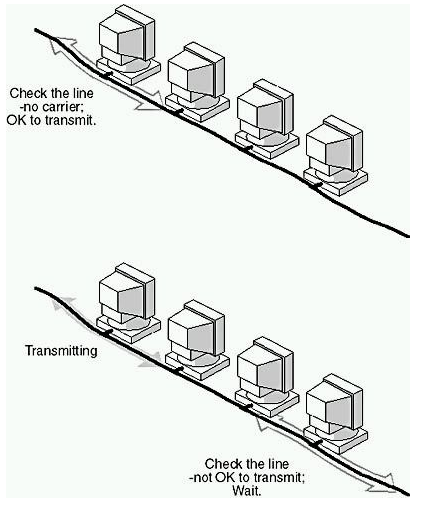 Check the line
-no carrier;
OK to transmit.
Transmitting
Check the line
-not OK to transmit;
Wait.